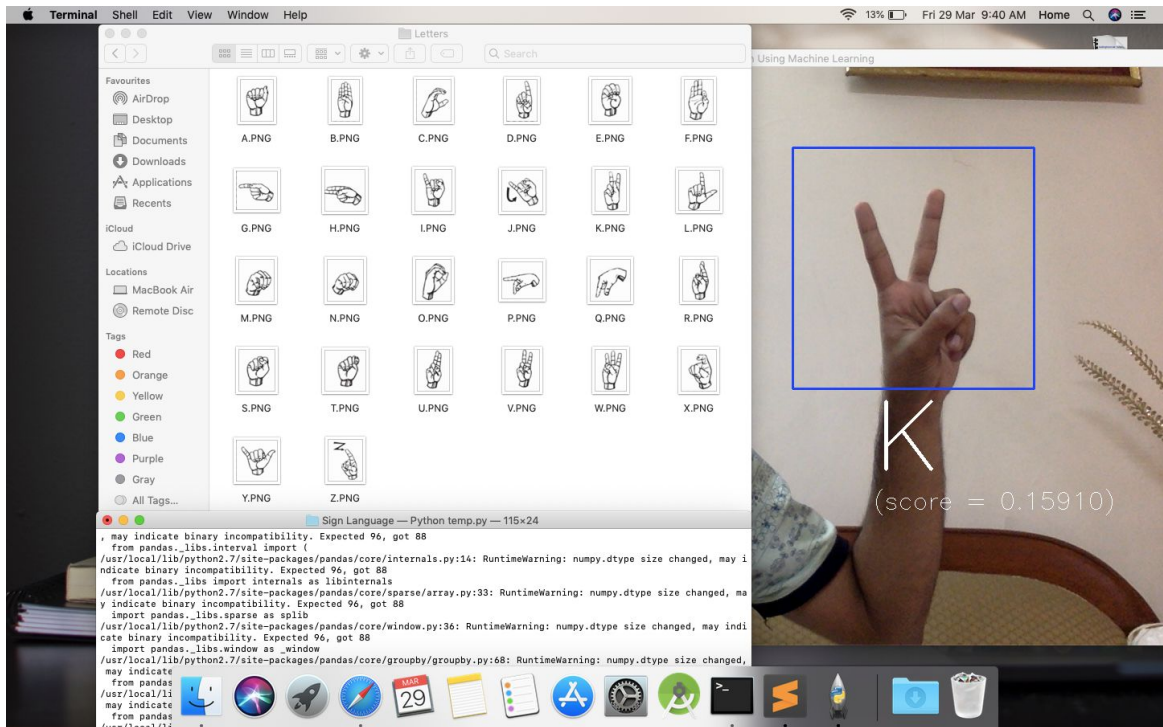 Terminal Shell Edit View Window Help
13% Fri 29 Mar 9:40 AM Home
Letters
Search
Using Machine Learning
Favourites
AirDrop
Desktop
Documents
Downloads
Applications
Recents
iCloud
iCloud Drive
Locations
MacBook Air
Remote Disc
Tags
Red
Orange
Yellow
Green
Blue
Purple
Gray
All Tags...
A.PNG B.PNG C.PNG D.PNG E.PNG F.PNG
G.PNG H.PNG I.PNG J.PNG K.PNG L.PNG
M.PNG N.PNG O.PNG P.PNG Q.PNG R.PNG
S.PNG T.PNG U.PNG V.PNG W.PNG X.PNG
Z
Y.PNG Z.PNG
K
(score = 0.15910)
Sign Language — Python temp.py — 115×24
, may indicate binary incompatibility. Expected 96, got 88
from pandas._libs.interval import (
/usr/local/lib/python2.7/site-packages/pandas/core/internals.py:14: RuntimeWarning: numpy.dtype size changed, may i
ndicate binary incompatibility. Expected 96, got 88
from pandas._libs import internals as libinternals
/usr/local/lib/python2.7/site-packages/pandas/core/sparse/array.py:33: RuntimeWarning: numpy.dtype size changed, ma
y indicate binary incompatibility. Expected 96, got 88
import pandas._libs.sparse as splib
/usr/local/lib/python2.7/site-packages/pandas/core/window.py:36: RuntimeWarning: numpy.dtype size changed, may indi
cate binary incompatibility. Expected 96, got 88
import pandas._libs.window as _window
/usr/local/lib/python2.7/site-packages/pandas/core/groupby/groupby.py:68: RuntimeWarning: numpy.dtype size changed,
may indicate
from pandas
/usr/local/li
may indicate
from pandas
MAR
29